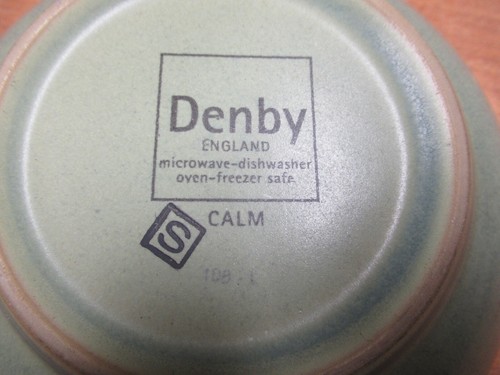 Denby
ENGLAND
microwave-dishwasher
oven-freezer safe
CALM
S